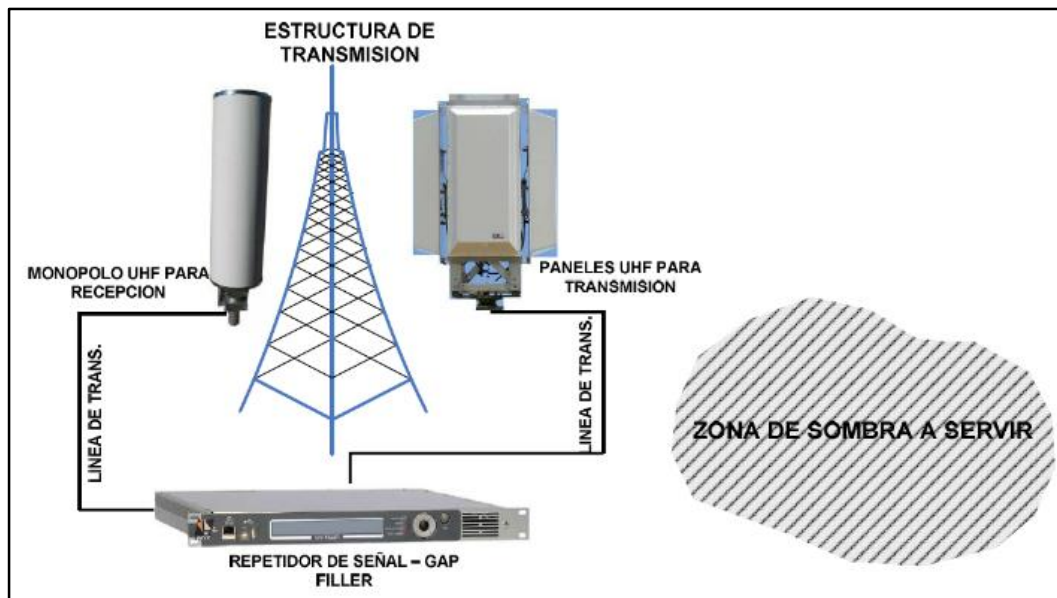 ESTRUCTURA DE
TRANSMISION
MONOPOLO UHF PARA
RECEPCION
PANELES UHF PARA
TRANSMISIÓN
LINEA DE TRANS.
LINEA DE TRANS.
ZONA DE SOMBRA A SERVIR
REPETIDOR DE SEÑAL – GAP
FILLER